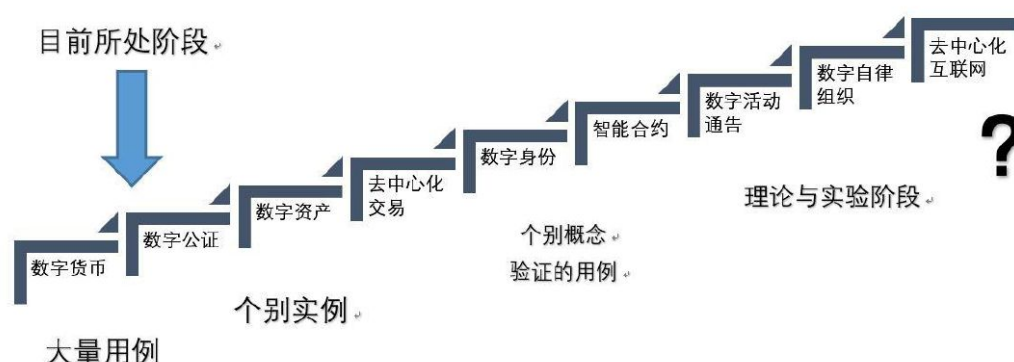 目前所处阶段
数字货币
数字公证
数字资产
去中心化
交易
数字身份
智能合约
数字活动
通告
数字自律
组织
去中心化
互联网
?
大量用例
个别实例
个别概念
验证的用例
理论与实验阶段